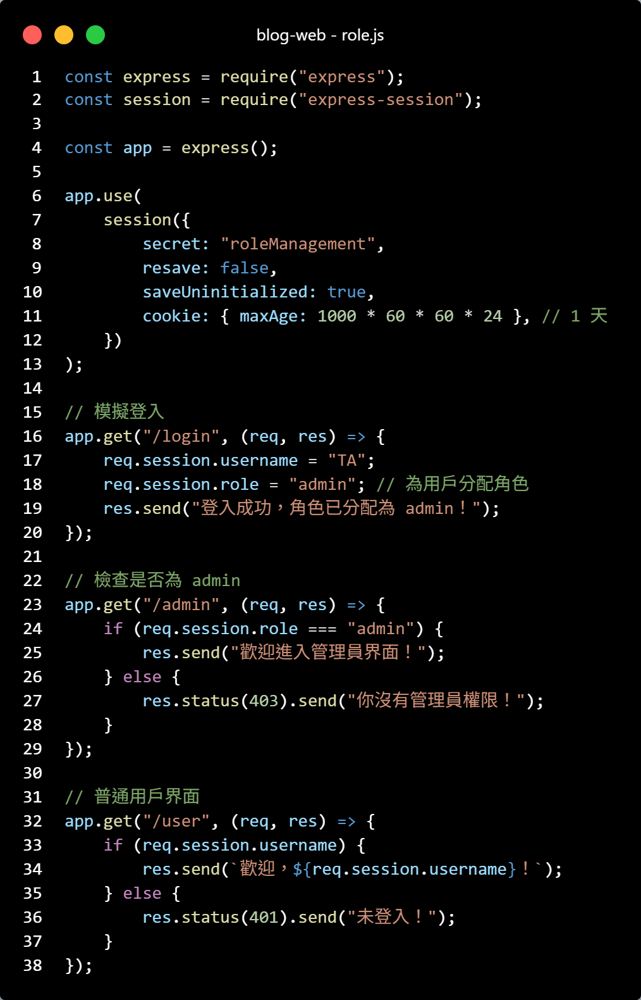 blog-web - role.js
1 const express = require("express");
2 const session = require("express-session");
3
4 const app = express();
5
6 app.use(
7     session({
8         secret: "roleManagement",
9         resave: false,
10         saveUninitialized: true,
11         cookie: { maxAge: 1000 * 60 * 60 * 24 }, // 1 天
12     })
13 );
14
15 // 模擬登入
16 app.get("/login", (req, res) => {
17     req.session.username = "TA";
18     req.session.role = "admin"; // 為用戶分配角色
19     res.send("登入成功，角色已分配為 admin！");
20 });
21
22 // 檢查是否為 admin
23 app.get("/admin", (req, res) => {
24     if (req.session.role === "admin") {
25         res.send("歡迎進入管理員界面！");
26     } else {
27         res.status(403).send("你沒有管理員權限！");
28     }
29 });
30
31 // 普通用戶界面
32 app.get("/user", (req, res) => {
33     if (req.session.username) {
34         res.send(`歡迎，${req.session.username}！`);
35     } else {
36         res.status(401).send("未登入！");
37     }
38 });